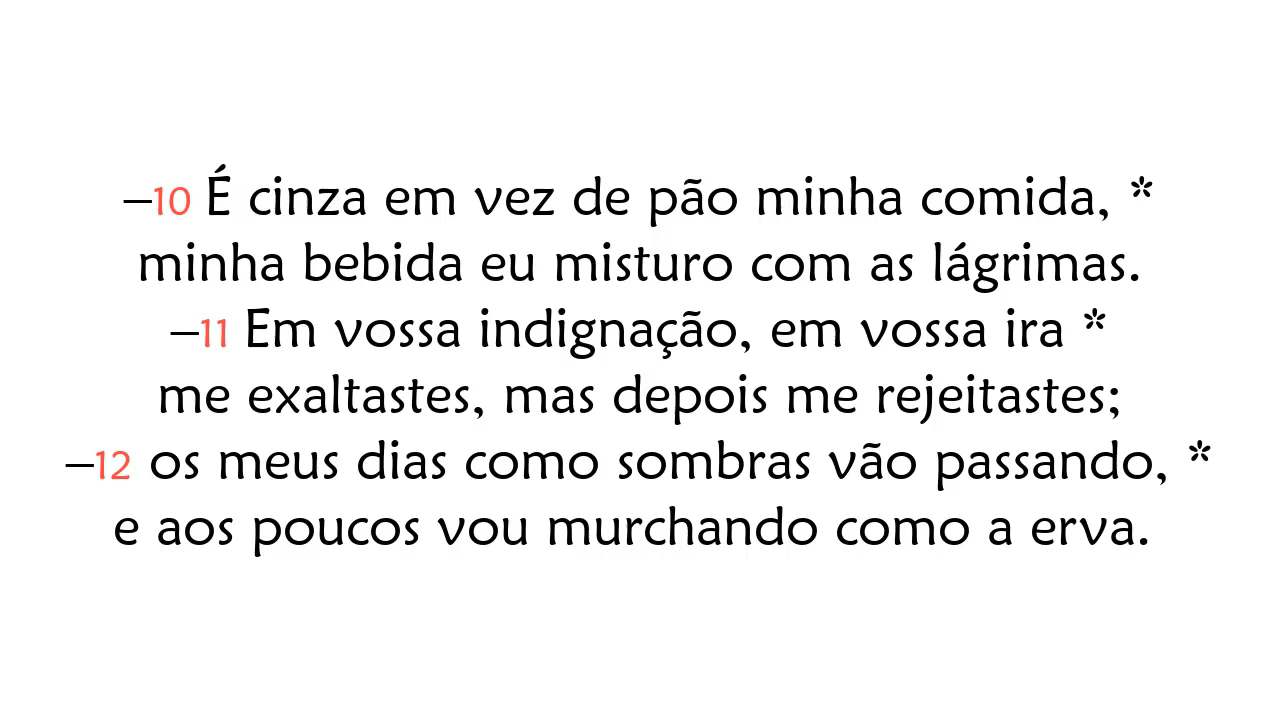 –10 É cinza em vez de pão minha comida, *
minha bebida eu misturo com as lágrimas.
–11 Em vossa indignação, em vossa ira *
me exaltastes, mas depois me rejeitastes;
–12 os meus dias como sombras vão passando, *
e aos poucos vou murchando como a erva.